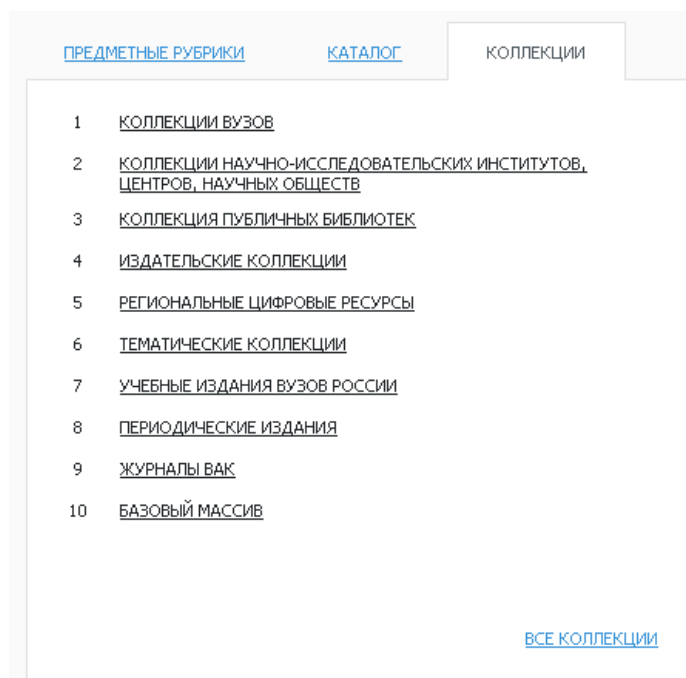 ПРЕДМЕТНЫЕ РУБРИКИ КАТАЛОГ КОЛЛЕКЦИИ
1 КОЛЛЕКЦИИ ВУЗОВ
2 КОЛЛЕКЦИИ НАУЧНО-ИССЛЕДОВАТЕЛЬСКИХ ИНСТИТУТОВ,
ЦЕНТРОВ, НАУЧНЫХ ОБЩЕСТВ
3 КОЛЛЕКЦИЯ ПУБЛИЧНЫХ БИБЛИОТЕК
4 ИЗДАТЕЛЬСКИЕ КОЛЛЕКЦИИ
5 РЕГИОНАЛЬНЫЕ ЦИФРОВЫЕ РЕСУРСЫ
6 ТЕМАТИЧЕСКИЕ КОЛЛЕКЦИИ
7 УЧЕБНЫЕ ИЗДАНИЯ ВУЗОВ РОССИИ
8 ПЕРИОДИЧЕСКИЕ ИЗДАНИЯ
9 ЖУРНАЛЫ ВАК
10 БАЗОВЫЙ МАССИВ
ВСЕ КОЛЛЕКЦИИ